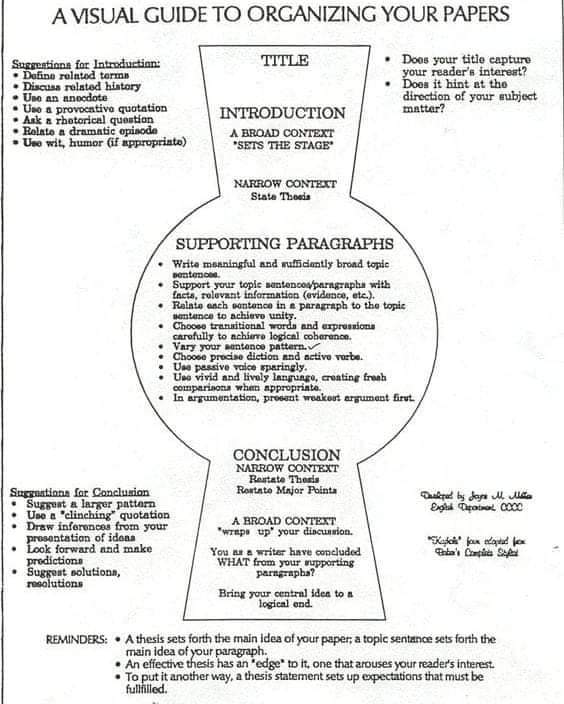 A VISUAL GUIDE TO ORGANIZING YOUR PAPERS
Suggestions for Introduction:
• Define related terms
• Discuss related history
• Use an anecdote
• Use a provocative quotation
• Ask a rhetorical question
• Relate a dramatic episode
• Use wit, humor (if appropriate)
TITLE
• Does your title capture
your reader's interest?
• Does it hint at the
direction of your subject
matter?
INTRODUCTION
A BROAD CONTEXT
"SETS THE STAGE"
NARROW CONTEXT
State Thesis
SUPPORTING PARAGRAPHS
• Write meaningful and sufficiently broad topic
sentences.
• Support your topic sentences/paragraphs with
facts, relevant information (evidence, etc.).
• Relate each sentence in a paragraph to the topic
sentence to achieve unity.
• Choose transitional words and expressions
carefully to achieve logical coherence.
• Vary your sentence pattern. ✓
• Choose precise diction and active verbs.
• Use passive voice sparingly.
• Use vivid and lively language, creating fresh
comparisons when appropriate.
• In argumentation, present weakest argument first.
CONCLUSION
NARROW CONTEXT
Restate Thesis
Restate Major Points
A BROAD CONTEXT
"wraps up" your discussion.
You as a writer have concluded
WHAT from your supporting
paragraphs?
Bring your central idea to a
logical end.
Suggestions for Conclusion
• Suggest a larger pattern
• Use a "clinching" quotation
• Draw inferences from your
presentation of ideas
• Look forward and make
predictions
• Suggest solutions,
resolutions
Developed by M.
English Department
"Keyhole" from
Complete Stylist
REMINDERS: • A thesis sets forth the main idea of your paper; a topic sentence sets forth the
main idea of your paragraph.
• An effective thesis has an "edge" to it, one that arouses your reader's interest.
• To put it another way, a thesis statement sets up expectations that must be
fullfilled.